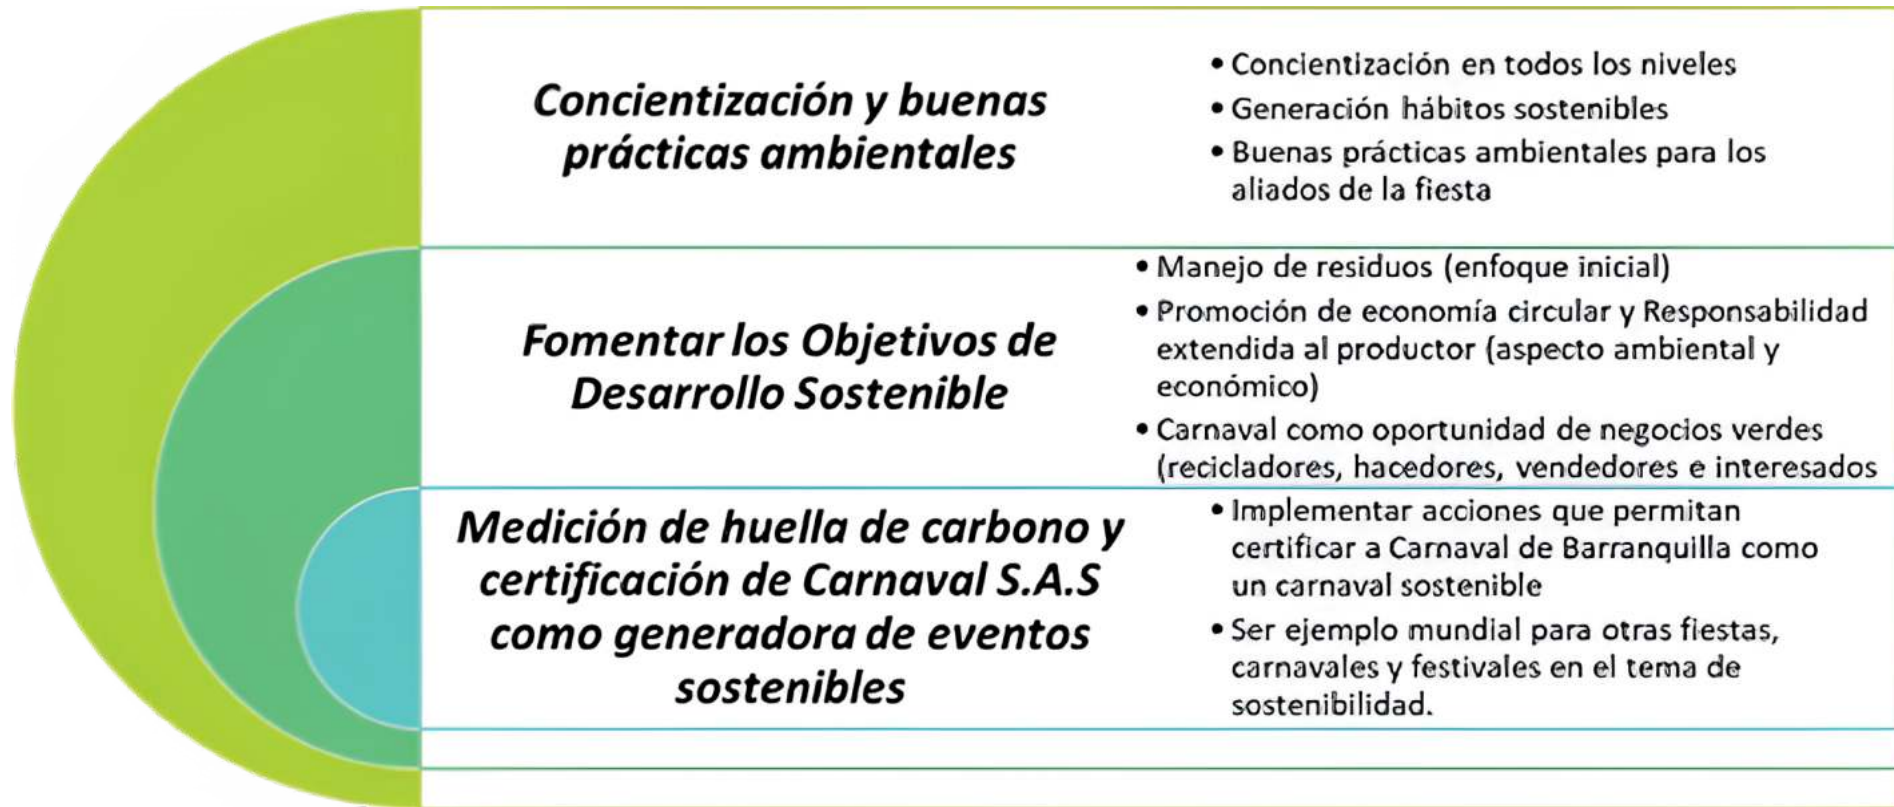 Concientización y buenas
prácticas ambientales
• Concientización en todos los niveles
• Generación hábitos sostenibles
• Buenas prácticas ambientales para los
aliados de la fiesta
Fomentar los Objetivos de
Desarrollo Sostenible
• Manejo de residuos (enfoque inicial)
• Promoción de economía circular y Responsabilidad
extendida al productor (aspecto ambiental y
económico)
• Carnaval como oportunidad de negocios verdes
(recicladores, hacedores, vendedores e interesados
Medición de huella de carbono y
certificación de Carnaval S.A.S
como generadora de eventos
sostenibles
• Implementar acciones que permitan
certificar a Carnaval de Barranquilla como
un carnaval sostenible
• Ser ejemplo mundial para otras fiestas,
carnavales y festivales en el tema de
sostenibilidad.